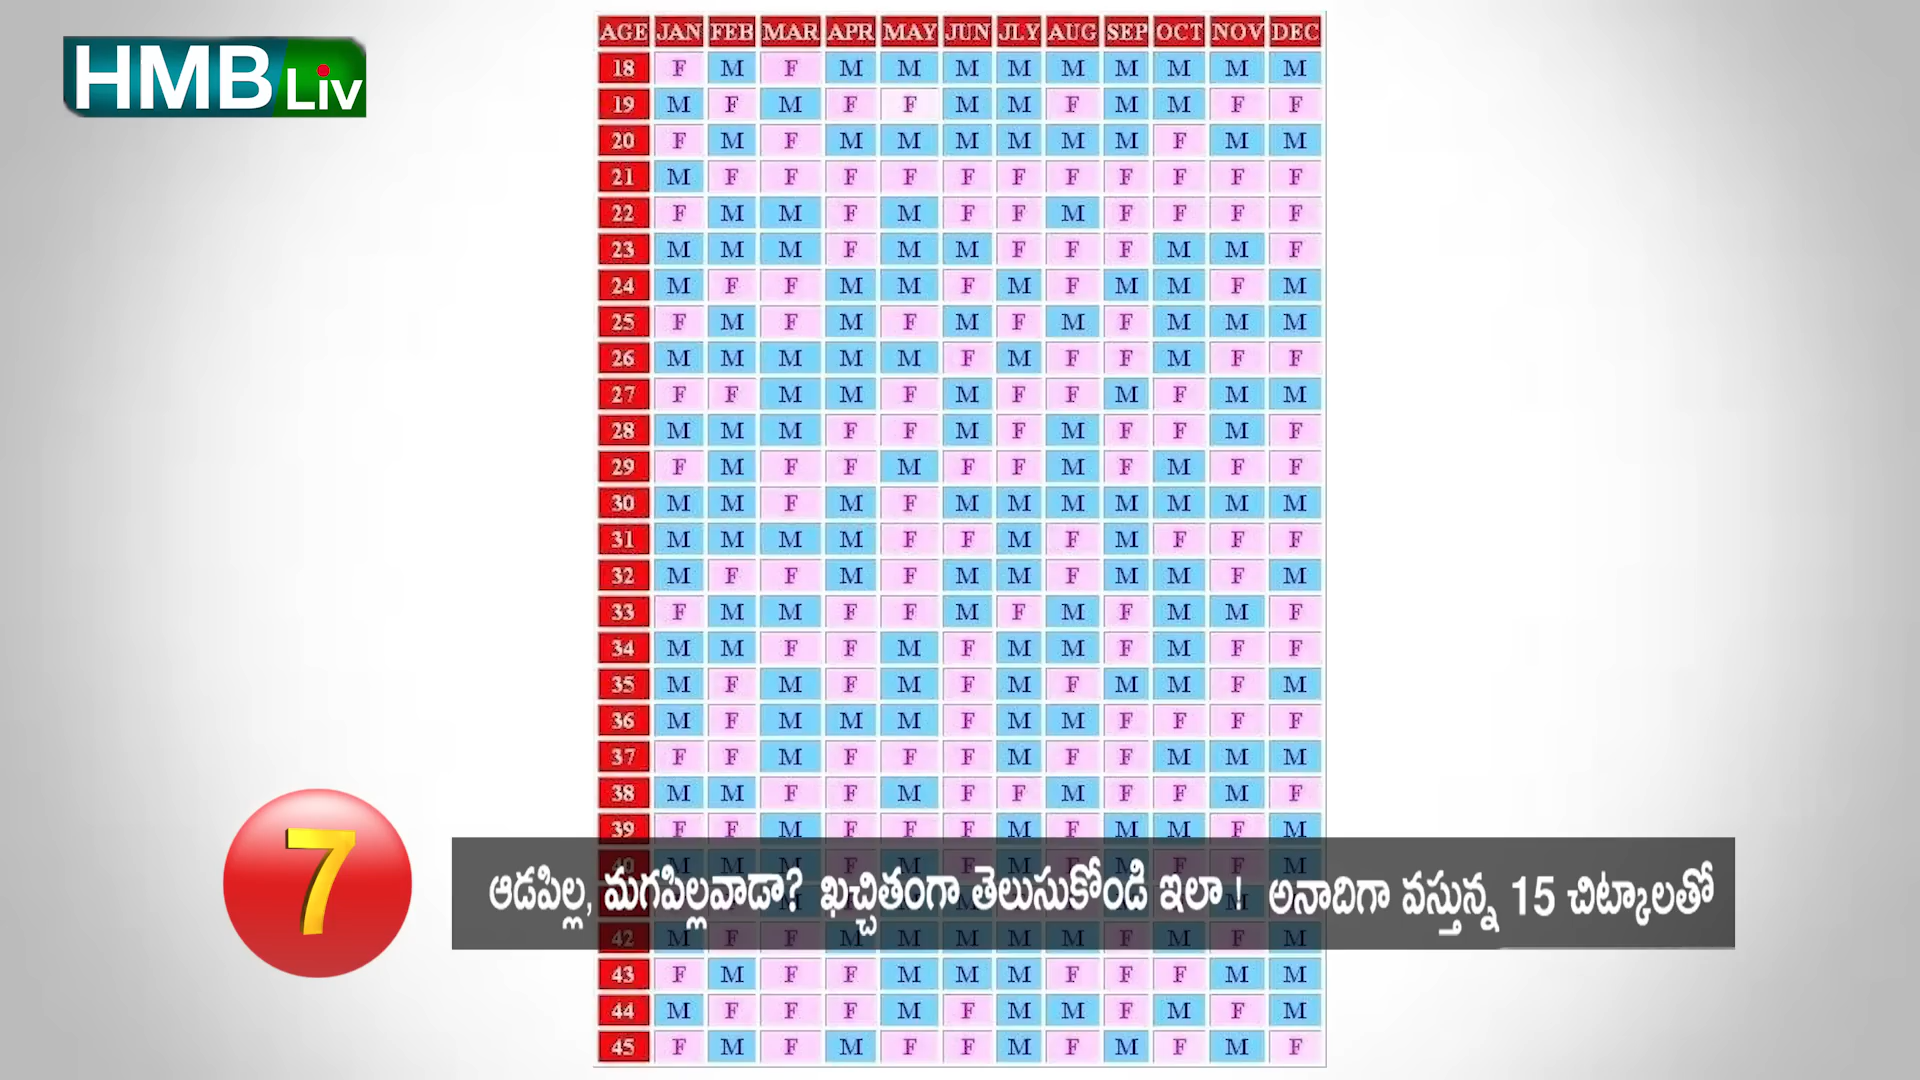 HMB Liv
AGE JAN FEB MAR APR MAY JUN JLY AUG SEP OCT NOV DEC
18 F M F M M M M M M M M M
19 M F M F F M M F M M F F
20 F M F M M M M M M F M M
21 M F F F F F F F F F F F
22 F M M F M F F M F F F F
23 M M M F M M F F F M M F
24 M F F M M F M F M M F M
25 F M F M F M F M F M M M
26 M M M M M F M F F M F F
27 F F M M F M F F M F M M
28 M M M F F M F M F F M F
29 F M F F M F F M F M F F
30 M M F M F M M M M M M M
31 M M M M F F M F M F F F
32 M F F M F M M F M M F M
33 F M M F F M F M F M M F
34 M M F F M F M M F M F F
35 M F M F M F M F M M F M
36 M F M M M F M M F F F F
37 F F M F F F M F F M M M
38 M M F F M F F M F F M F
39 F F M F F F M F M M F M
7
ఆడపిల్ల, మగపిల్లవాడా? ఖచ్చితంగా తెలుసుకోండి ఇలా ! అనాదిగా వస్తున్న 15 చిట్కాలతో
42 M F F M M M M M F M F M
43 F M F F M M M F F F M M
44 M F F F M F M M F M F M
45 F M F M F F M F M F M F